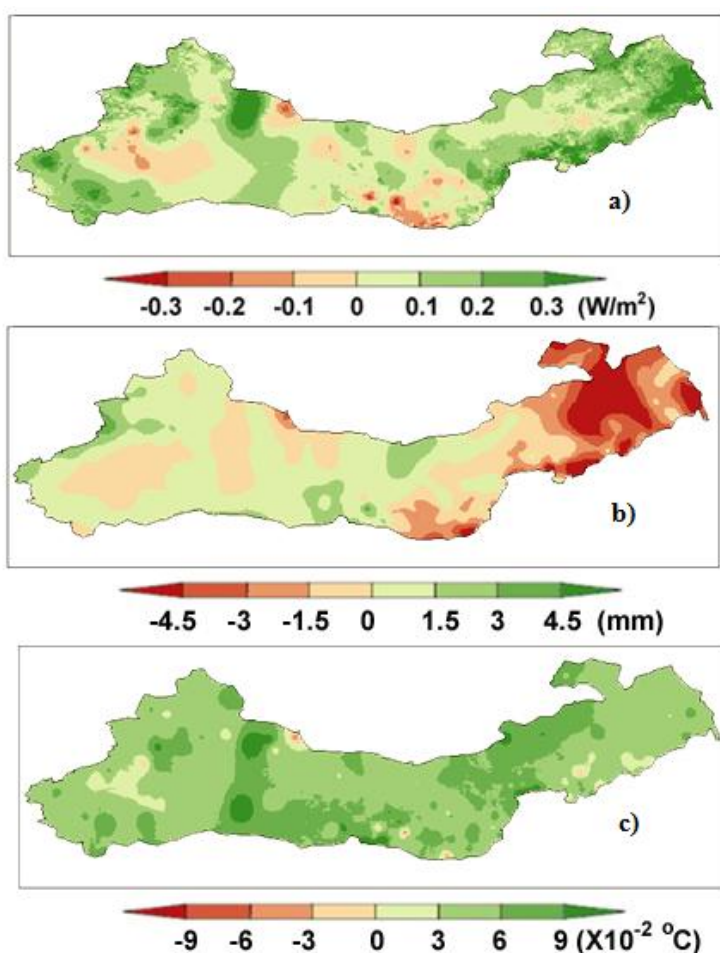 a)
-0.3 -0.2 -0.1 0 0.1 0.2 0.3 (W/m²)
b)
-4.5 -3 -1.5 0 1.5 3 4.5 (mm)
c)
-9 -6 -3 0 3 6 9 (X10⁻² ⁰C)